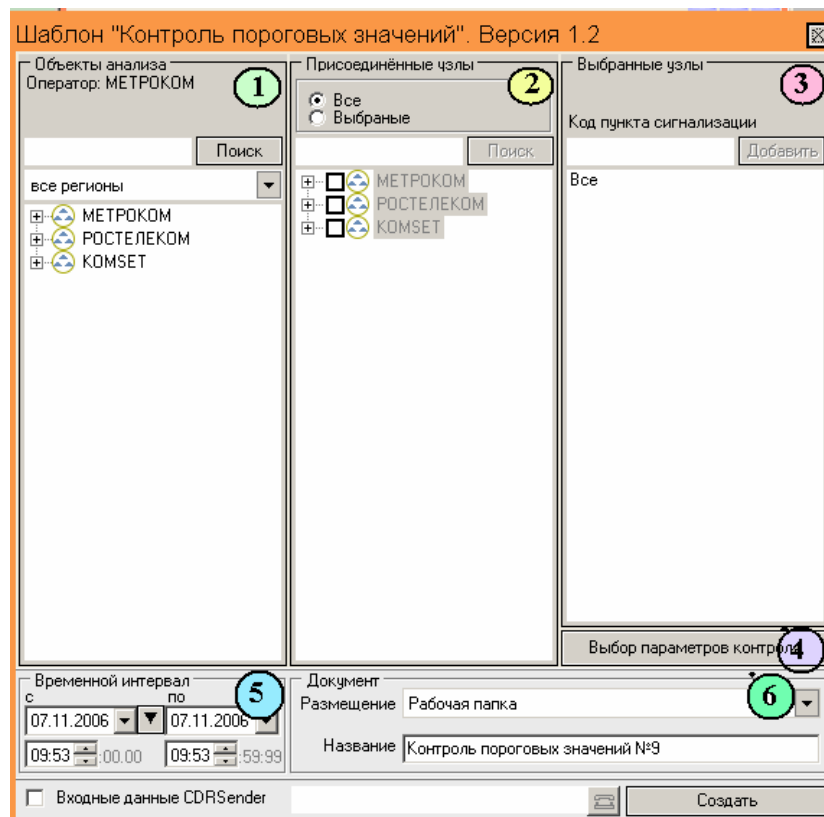 Шаблон "Контроль пороговых значений". Версия 1.2
Объекты анализа
Оператор: МЕТРОКОМ
1
Поиск
все регионы
МЕТРОКОМ
РОСТЕЛЕКОМ
KOMSET
Присоединённые узлы
2
Все
Выбраные
Поиск
МЕТРОКОМ
РОСТЕЛЕКОМ
KOMSET
Выбранные узлы
3
Код пункта сигнализации
Добавить
Все
Выбор параметров контроля
4
Временной интервал
5
с по
07.11.2006 07.11.2006
09:53 :00.00 09:53 :59:99
Документ
6
Размещение Рабочая папка
Название Контроль пороговых значений №9
Входные данные CDRSender
Создать